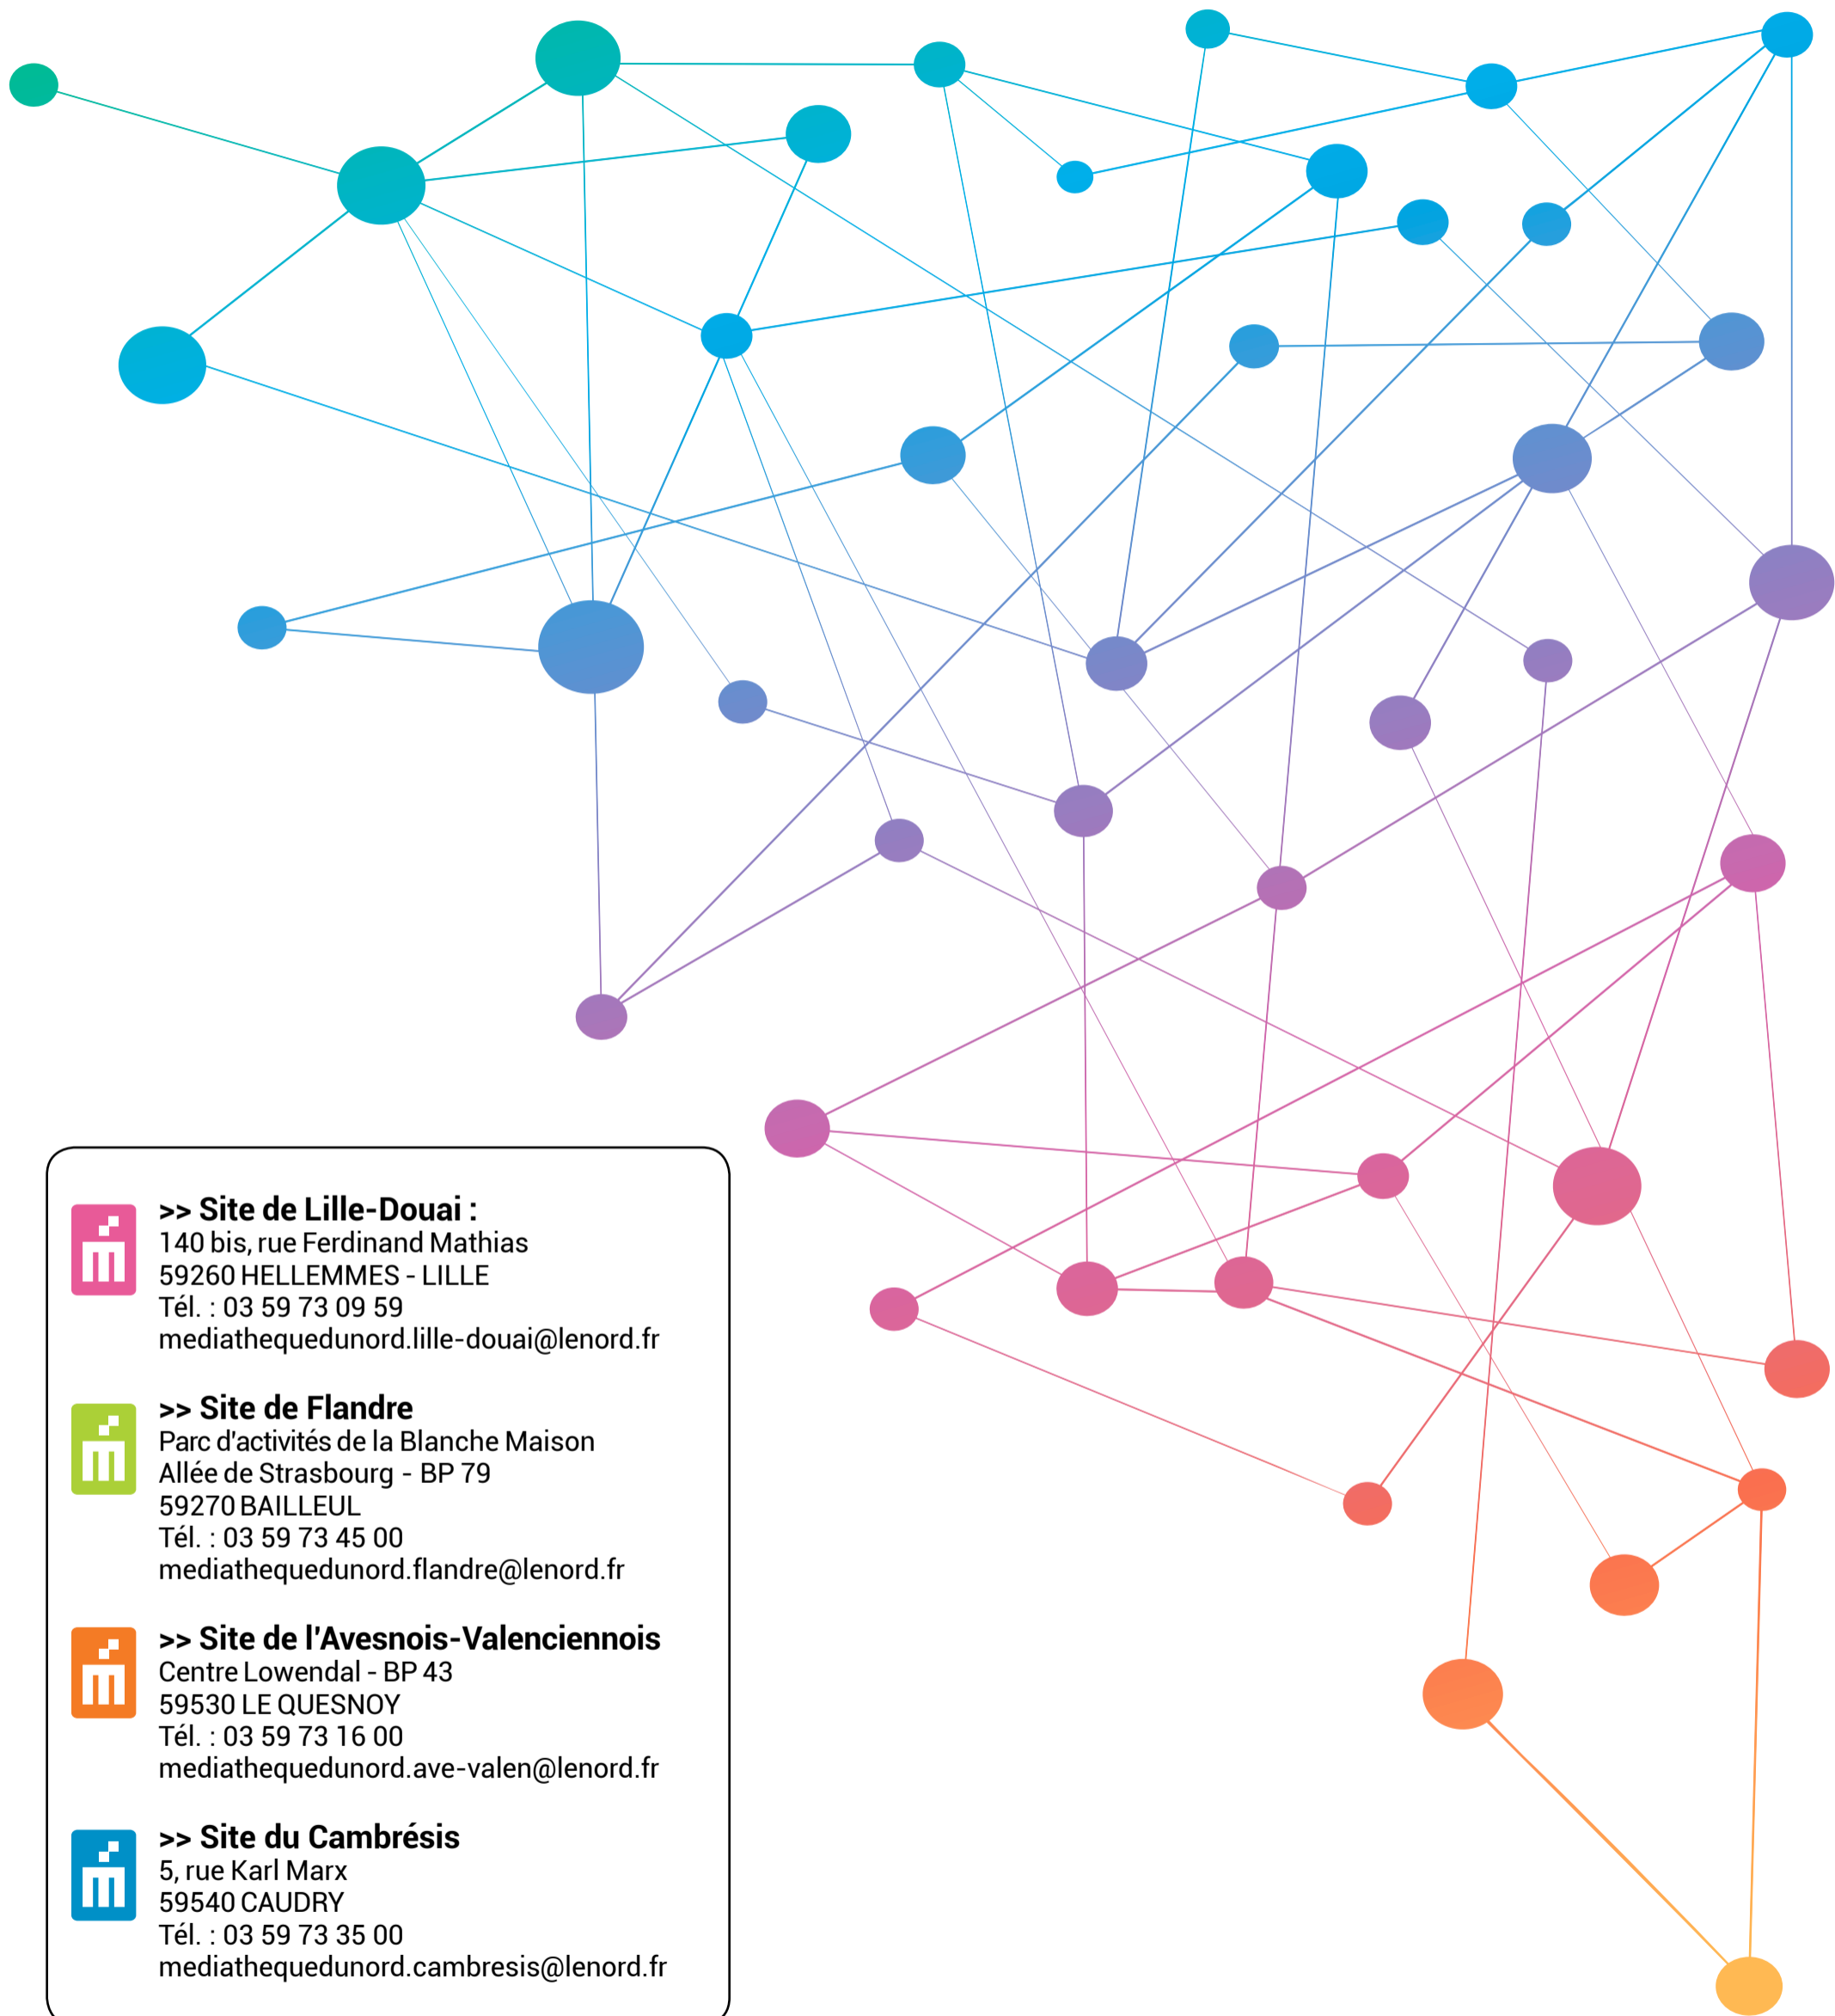 >> Site de Lille-Douai :
140 bis, rue Ferdinand Mathias
59260 HELLEMMES - LILLE
Tél. : 03 59 73 09 59
mediathequedunord.lille-douai@lenord.fr
>> Site de Flandre
Parc d'activités de la Blanche Maison
Allée de Strasbourg - BP 79
59270 BAILLEUL
Tél. : 03 59 73 45 00
mediathequedunord.flandre@lenord.fr
>> Site de l'Avesnois-Valenciennois
Centre Lowendal - BP 43
59530 LE QUESNOY
Tél. : 03 59 73 16 00
mediathequedunord.ave-valen@lenord.fr
>> Site du Cambrésis
5, rue Karl Marx
59540 CAUDRY
Tél. : 03 59 73 35 00
mediathequedunord.cambresis@lenord.fr